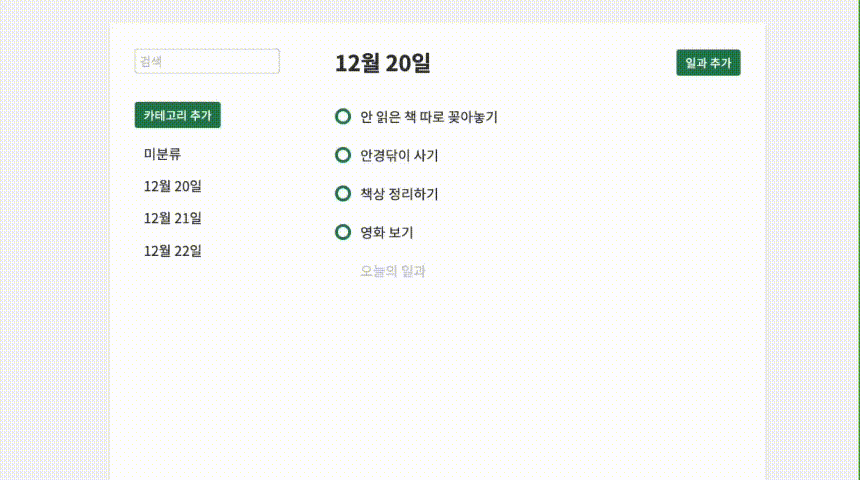 검색
카테고리 추가
미분류
12월 20일
12월 21일
12월 22일
12월 20일
일과 추가
안 읽은 책 따로 꽂아놓기
안경닦이 사기
책상 정리하기
영화 보기
오늘의 일과